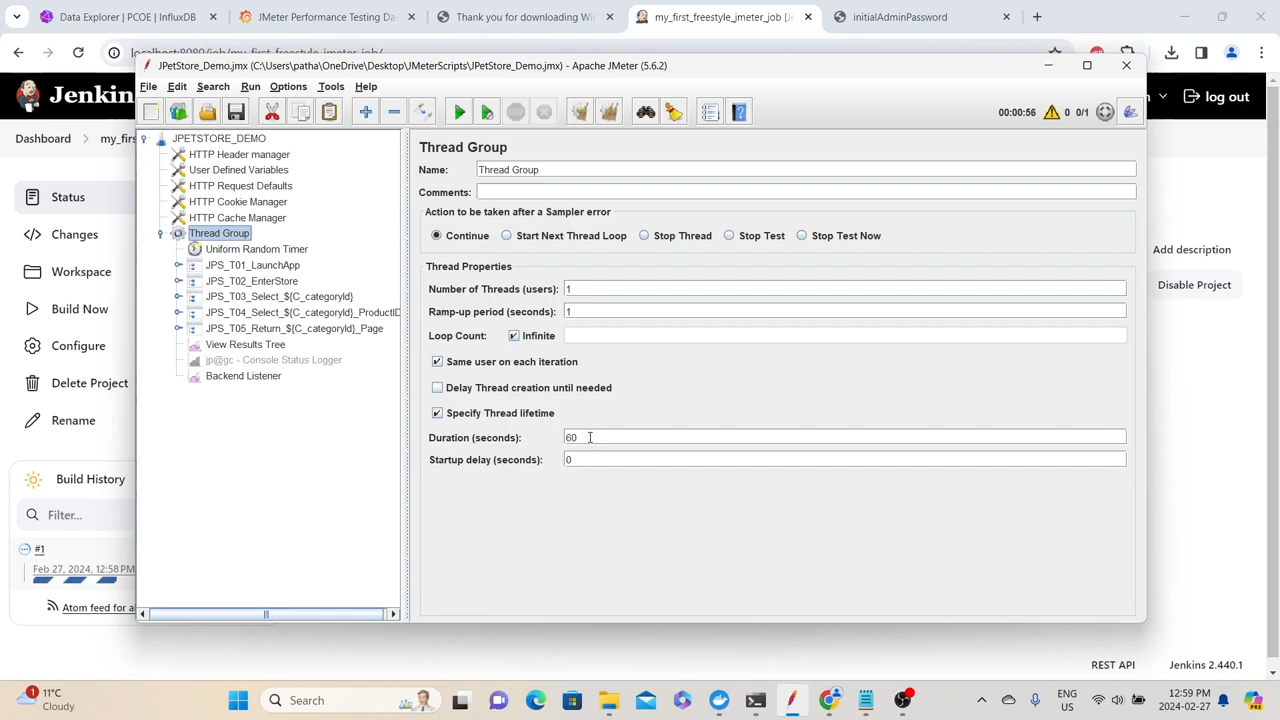 Data Explorer | PCOE | InfluxDB
JMeter Performance Testing Da
Thank you for downloading Win
my_first_freestyle_jmeter_job [Je
initialAdminPassword
JPetStore_Demo.jmx (C:\Users\patha\OneDrive\Desktop\JMeterScripts\JPetStore_Demo.jmx) - Apache JMeter (5.6.2)
File Edit Search Run Options Tools Help
00:00:56 0 0/1
Jenkin
log out
Dashboard
my_firs
Status
Changes
Workspace
Build Now
Configure
Delete Project
Rename
Build History
Filter...
#1
Feb 27, 2024, 12:58 PM
Atom feed for a
JPETSTORE_DEMO
HTTP Header manager
User Defined Variables
HTTP Request Defaults
HTTP Cookie Manager
HTTP Cache Manager
Thread Group
Uniform Random Timer
JPS_T01_LaunchApp
JPS_T02_EnterStore
JPS_T03_Select_${C_categoryId}
JPS_T04_Select_${C_categoryId}_ProductID
JPS_T05_Return_${C_categoryId}_Page
View Results Tree
jp@gc - Console Status Logger
Backend Listener
Thread Group
Name: Thread Group
Comments:
Action to be taken after a Sampler error
Continue Start Next Thread Loop Stop Thread Stop Test Stop Test Now
Thread Properties
Number of Threads (users): 1
Ramp-up period (seconds): 1
Loop Count: Infinite
Same user on each iteration
Delay Thread creation until needed
Specify Thread lifetime
Duration (seconds): 60
Startup delay (seconds): 0
Add description
Disable Project
REST API Jenkins 2.440.1
1
11°C
Cloudy
Search
ENG
US
12:59 PM
2024-02-27